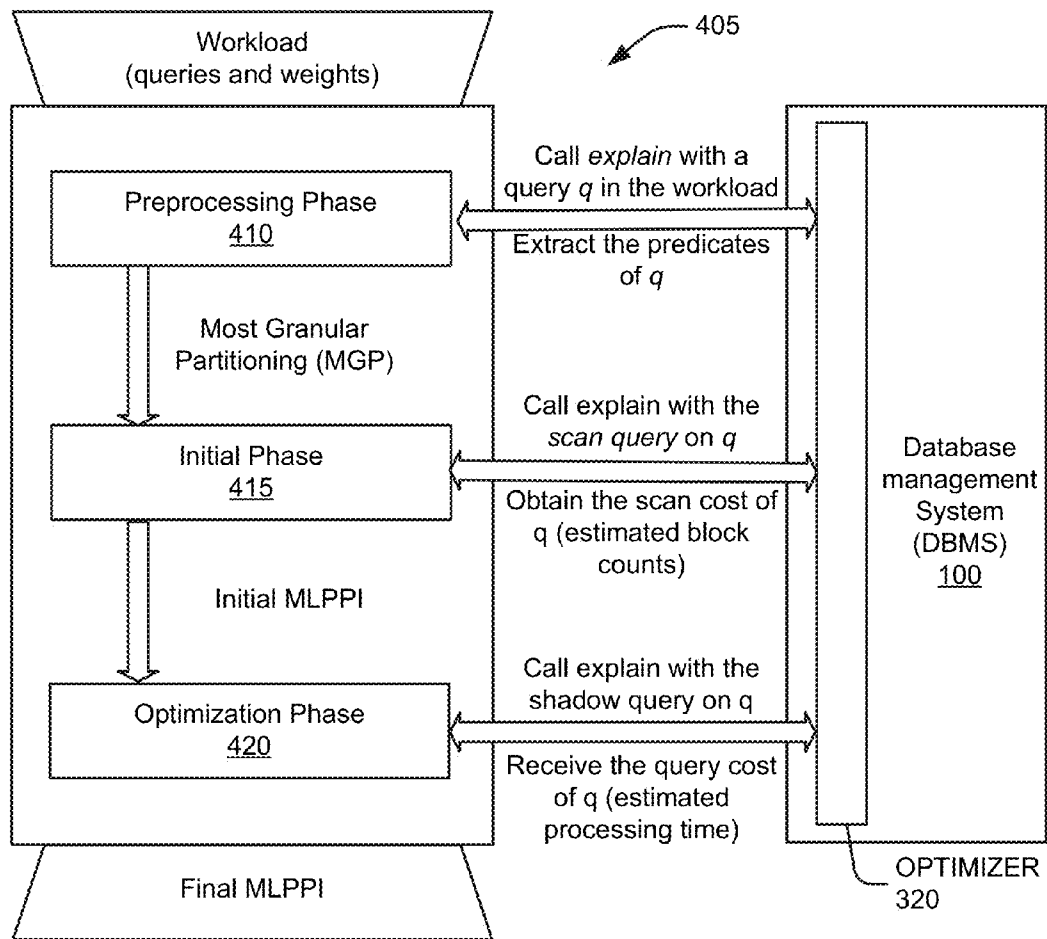 405
Workload
(queries and weights)
Preprocessing Phase
410
Call explain with a
query q in the workload
Extract the predicates
of q
Most Granular
Partitioning (MGP)
Initial Phase
415
Call explain with the
scan query on q
Obtain the scan cost of
q (estimated block
counts)
Database
management
System
(DBMS)
100
Initial MLPPI
Optimization Phase
420
Call explain with the
shadow query on q
Receive the query cost
of q (estimated
processing time)
Final MLPPI
OPTIMIZER
320